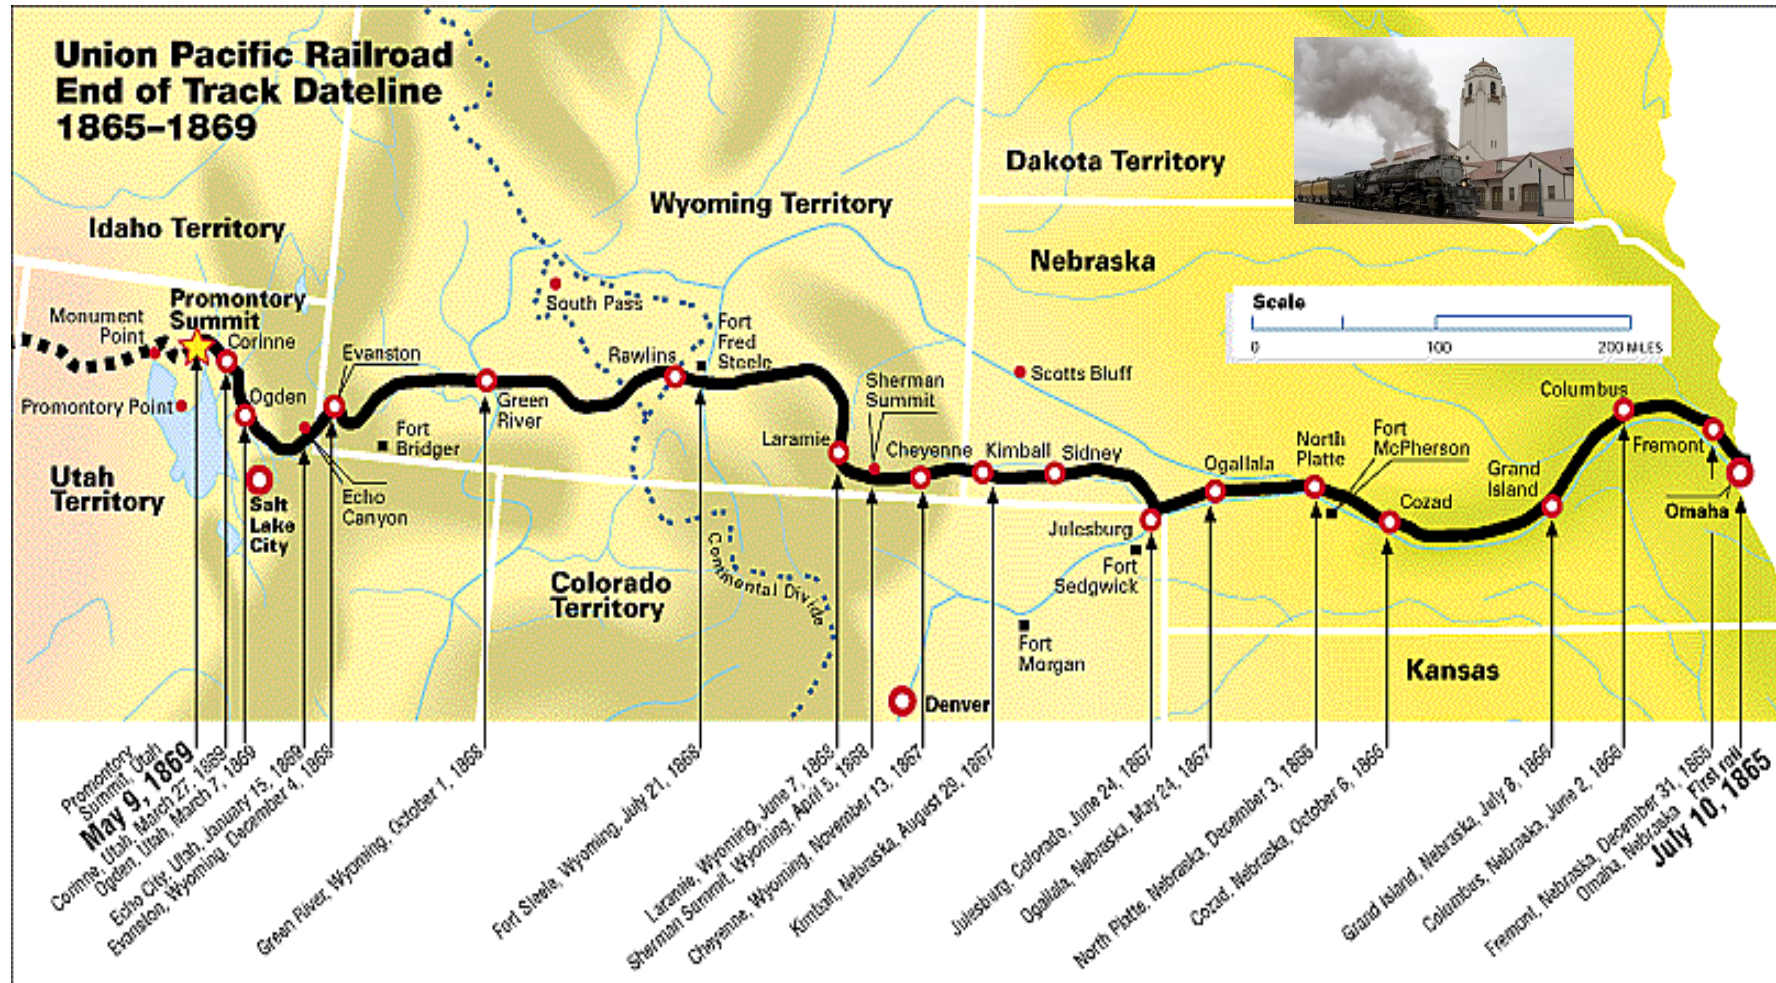 Union Pacific Railroad
End of Track Dateline
1865–1869
Dakota Territory
Wyoming Territory
Idaho Territory
Nebraska
Scale
0 100 200 MILES
Promontory
Summit
Monument
Point
Corinne
Evanston
South Pass
Fort
Fred
Steele
Rawlins
Scotts Bluff
Sherman
Summit
Columbus
Promontory Point
Ogden
Green
River
Fort
Bridger
Laramie
Cheyenne
Kimball
Sidney
Ogallala
North
Platte
Fort
McPherson
Grand
Island
Fremont
Utah
Territory
Salt
Lake
City
Echo
Canyon
Cozad
Omaha
Julesburg
Fort
Sedgwick
Colorado
Territory
Continental Divide
Fort
Morgan
Kansas
Denver
Promontory
Summit, Utah
May 9, 1869
Corinne, Utah, March 27, 1869
Ogden, Utah, March 7, 1869
Echo City, Utah, January 15, 1869
Evanston, Wyoming, December 4, 1868
Green River, Wyoming, October 1, 1868
Fort Steele, Wyoming, July 21, 1868
Laramie, Wyoming, June 7, 1868
Sherman Summit, Wyoming, April 5, 1868
Cheyenne, Wyoming, November 13, 1867
Kimball, Nebraska, August 29, 1867
Julesburg, Colorado, June 24, 1867
Ogallala, Nebraska, May 24, 1867
North Platte, Nebraska, December 3, 1866
Cozad, Nebraska, October 6, 1866
Grand Island, Nebraska, July 8, 1866
Columbus, Nebraska, June 2, 1866
Fremont, Nebraska, December 31, 1865
Omaha, Nebraska First rail
July 10, 1865